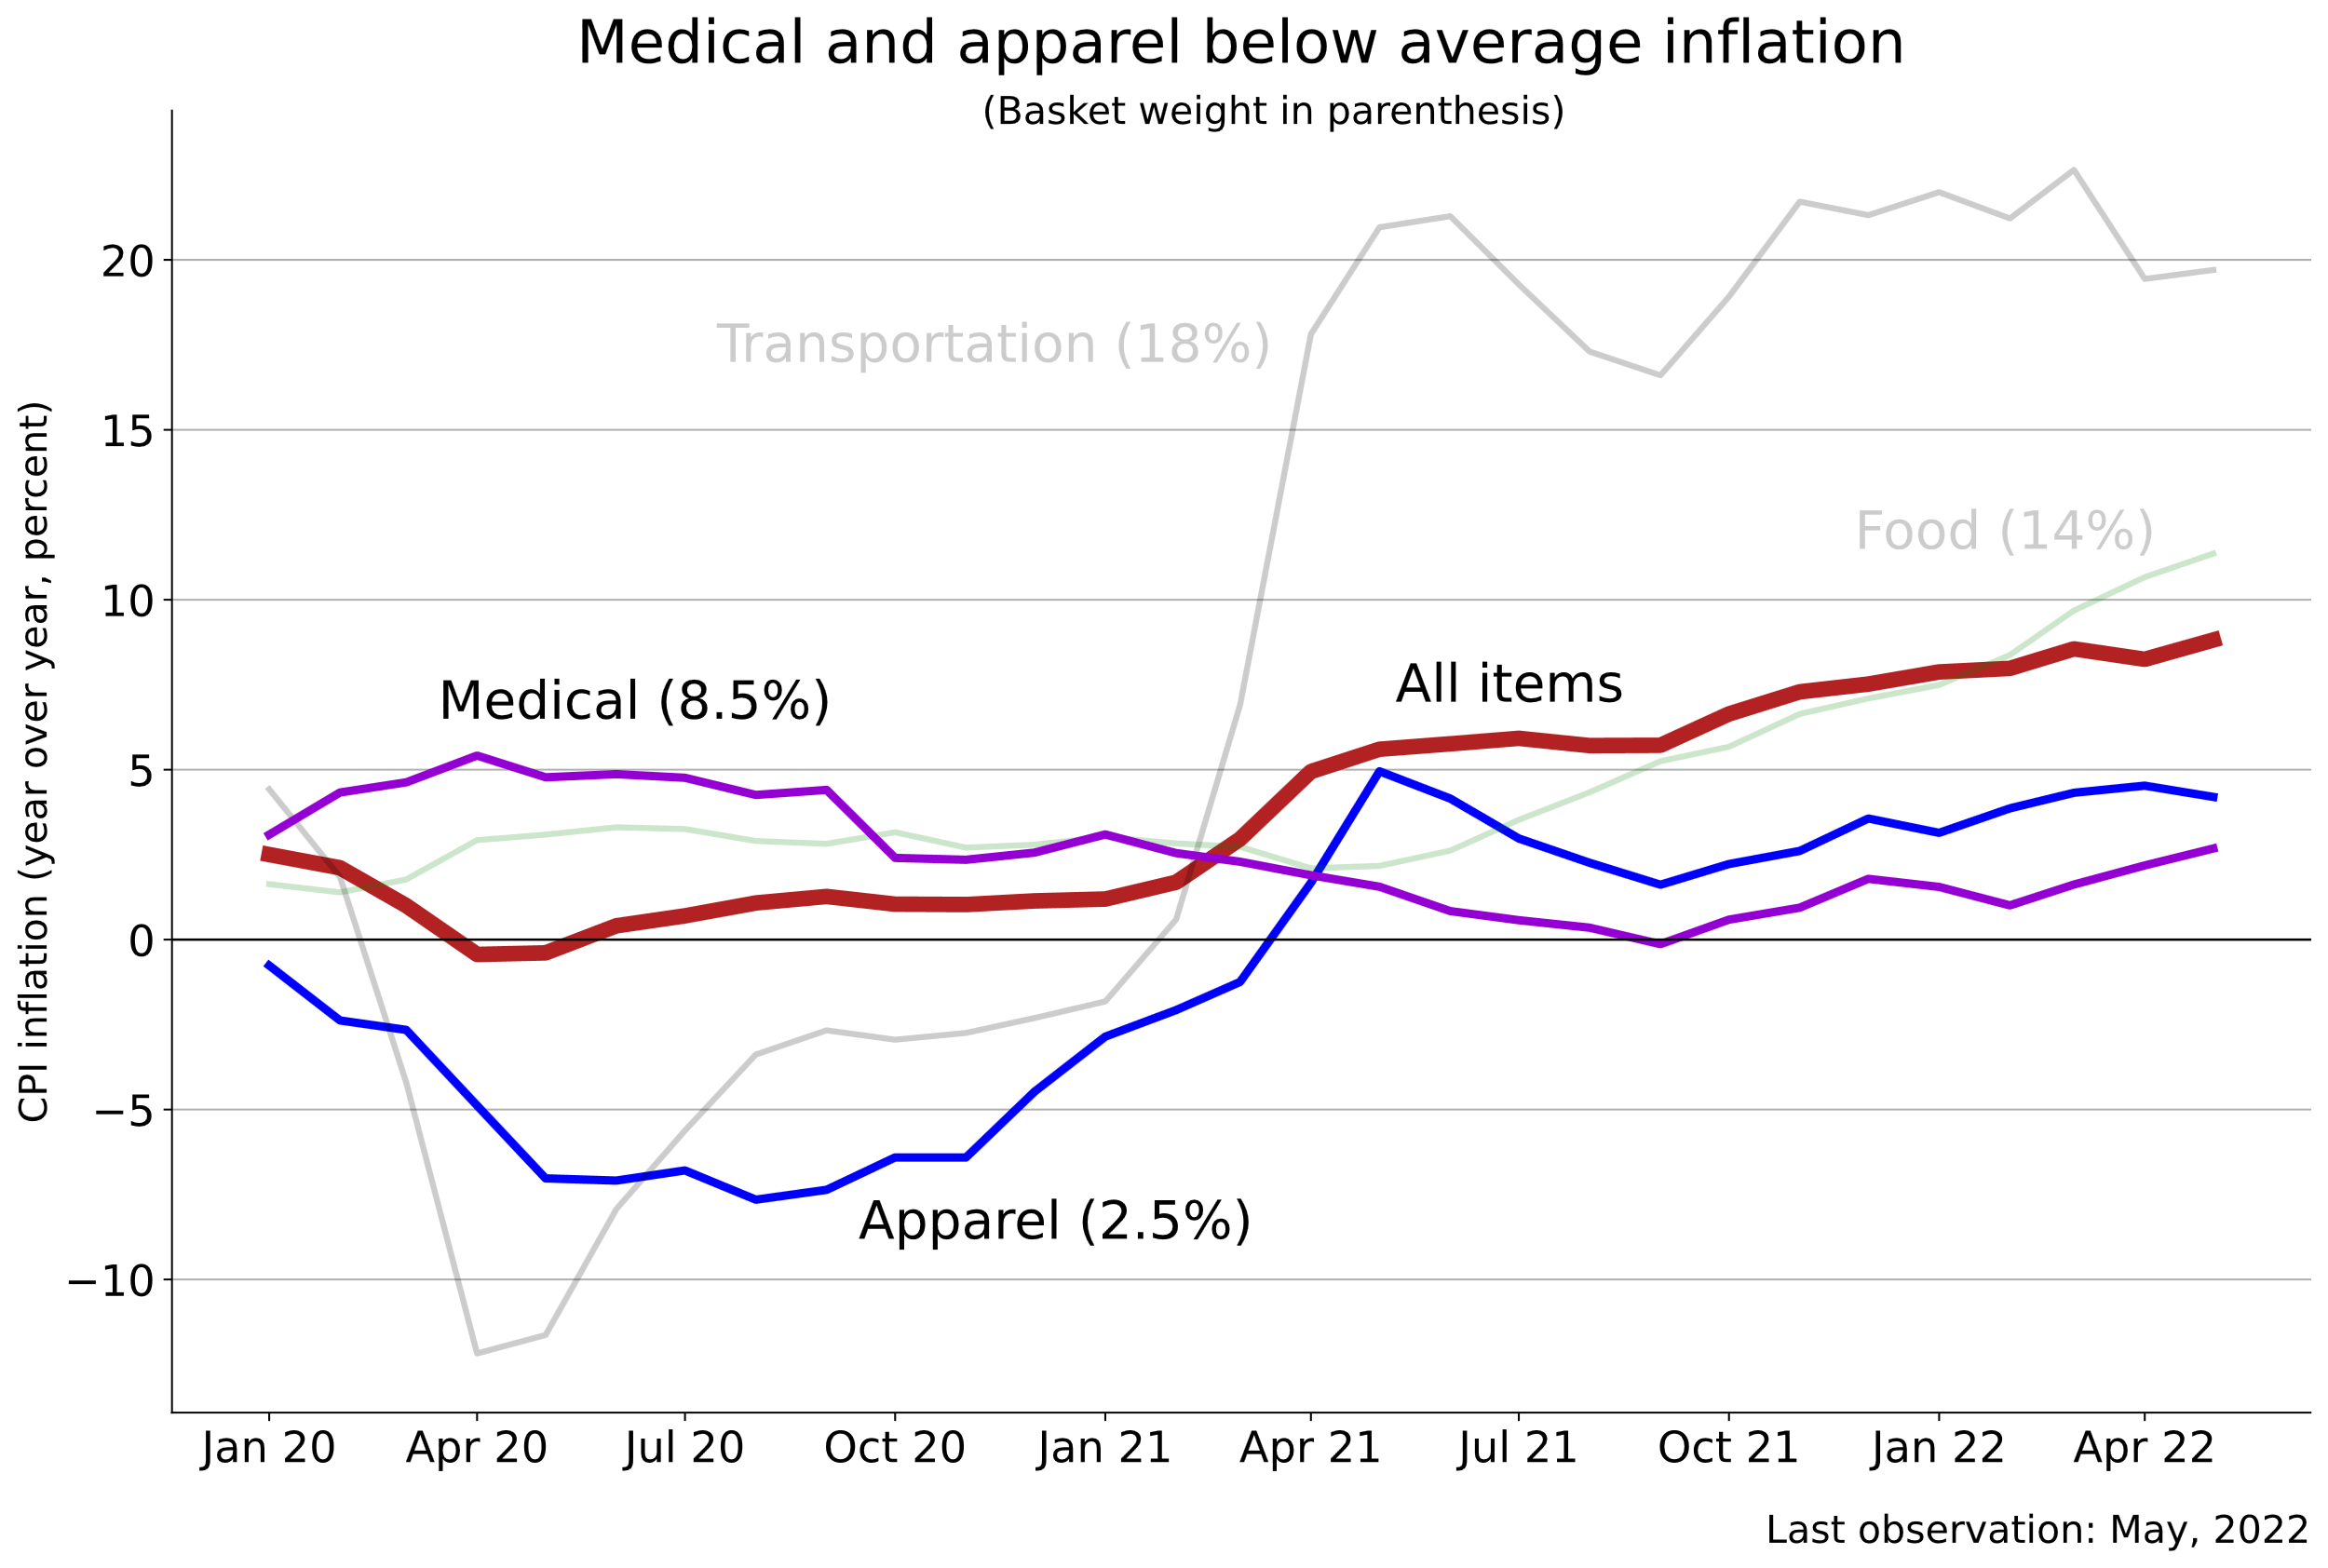 Medical and apparel below average inflation
(Basket weight in parenthesis)
CPI inflation (year over year, percent)
20
15
10
5
0
−5
−10
Transportation (18%)
Food (14%)
All items
Medical (8.5%)
Apparel (2.5%)
Jan 20 Apr 20 Jul 20 Oct 20 Jan 21 Apr 21 Jul 21 Oct 21 Jan 22 Apr 22
Last observation: May, 2022